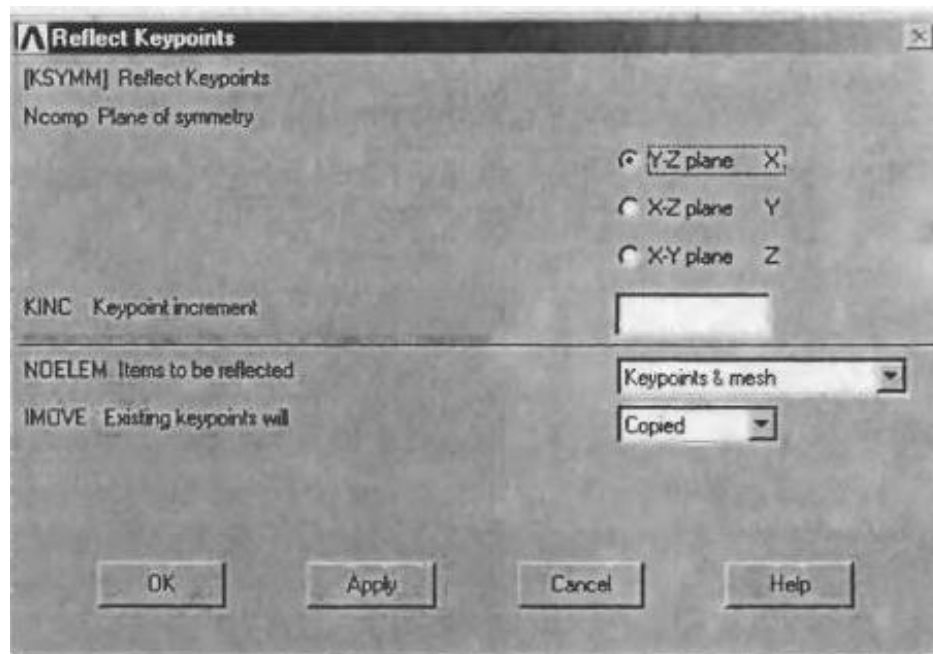 Reflect Keypoints
[KSYMM] Reflect Keypoints
Ncomp Plane of symmetry
Y-Z plane X
X-Z plane Y
X-Y plane Z
KINC Keypoint increment
NOELEM Items to be reflected
Keypoints & mesh
IMOVE Existing keypoints will
Copied
OK Apply Cancel Help